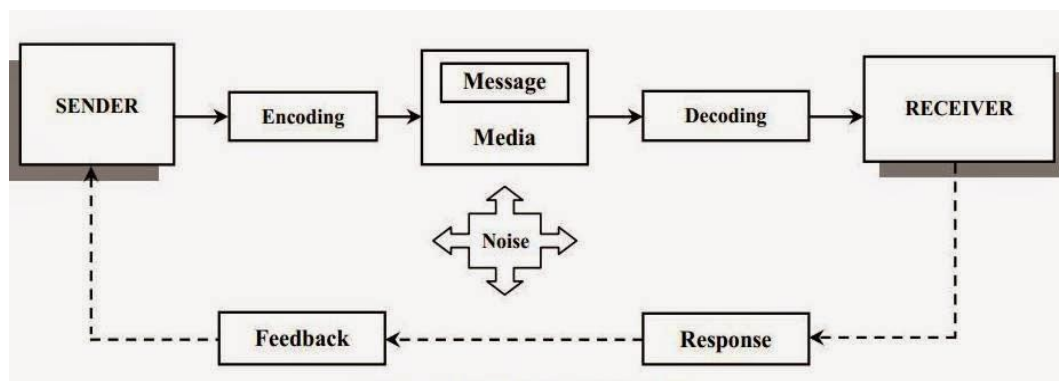 SENDER
Encoding
Message
Media
Decoding
RECEIVER
Noise
Feedback
Response